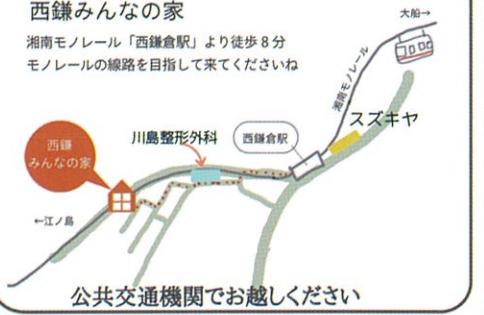 西鎌みんなの家
湘南モノレール「西鎌倉駅」より徒歩8分
モノレールの線路を目指して来てくださいね
大船→
湘南モノレール
スズキヤ
西鎌倉駅
川島整形外科
西鎌
みんなの家
←江ノ島
公共交通機関でお越しください